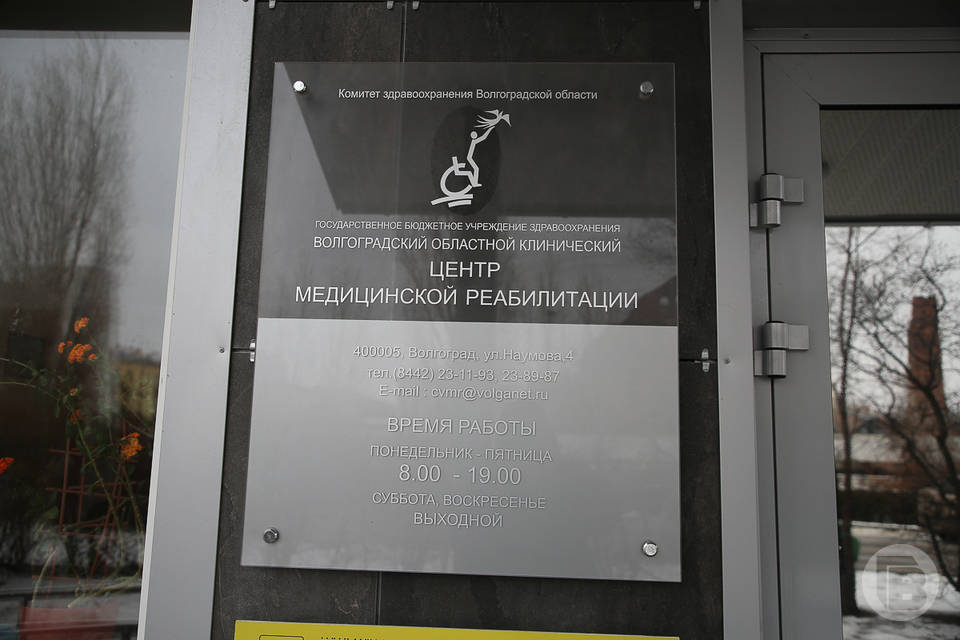 Комитет здравоохранения Волгоградской области
ГОСУДАРСТВЕННОЕ БЮДЖЕТНОЕ УЧРЕЖДЕНИЕ ЗДРАВООХРАНЕНИЯ
ВОЛГОГРАДСКИЙ ОБЛАСТНОЙ КЛИНИЧЕСКИЙ
ЦЕНТР
МЕДИЦИНСКОЙ РЕАБИЛИТАЦИИ
400005, Волгоград, ул.Наумова,4
тел.(8442) 23-11-93, 23-89-87
E-mail : cvmr@volganet.ru
ВРЕМЯ РАБОТЫ
ПОНЕДЕЛЬНИК - ПЯТНИЦА
8.00 - 19.00
СУББОТА, ВОСКРЕСЕНЬЕ
ВЫХОДНОЙ